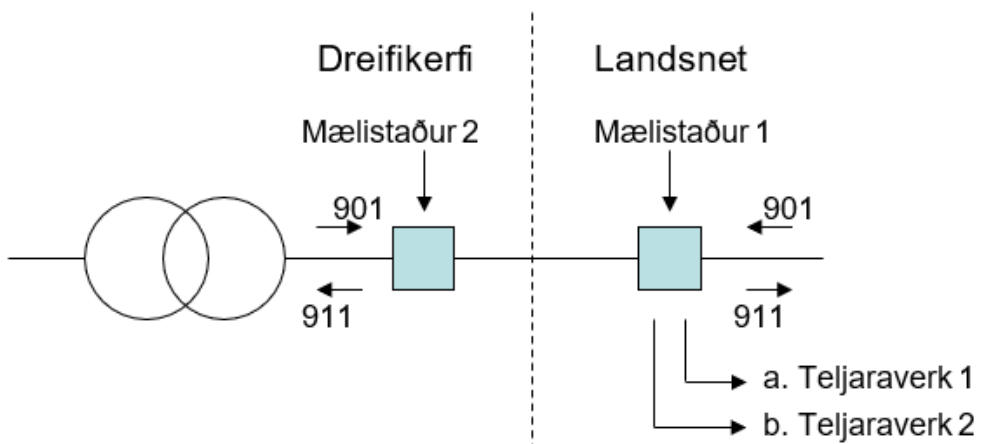 Dreifikerfi
Landsnet
Mælistaður 2
Mælistaður 1
901
901
911
911
a. Teljaraverk 1
b. Teljaraverk 2